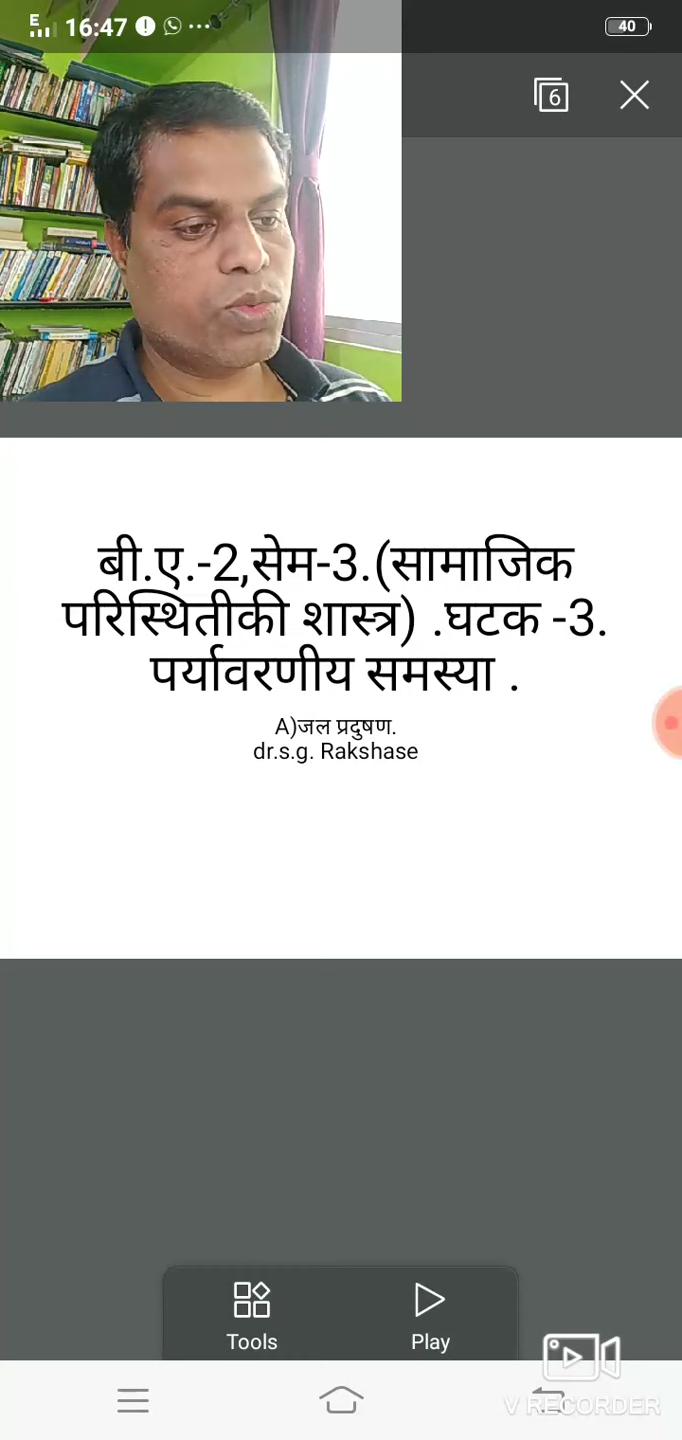 E 16:47 40
6
बी.ए.-2,सेम-3.(सामाजिक
परिस्थितीकी शास्त्र) .घटक -3.
पर्यावरणीय समस्या .
A)जल प्रदुषण.
dr.s.g. Rakshase
Tools Play
V RECORDER